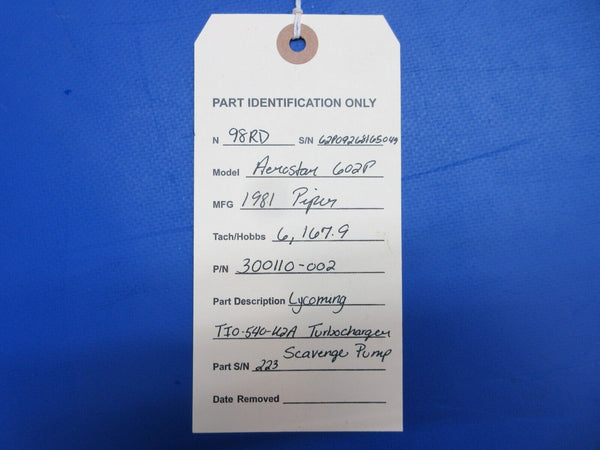 PART IDENTIFICATION ONLY
N 98RD S/N 62P09268165049
Model Aerostar 602P
MFG 1981 Piper
Tach/Hobbs 6,167.9
P/N 300110-002
Part Description Lycoming
TIO-540-U2A Turbocharger
Scavenge Pump
Part S/N 223
Date Removed